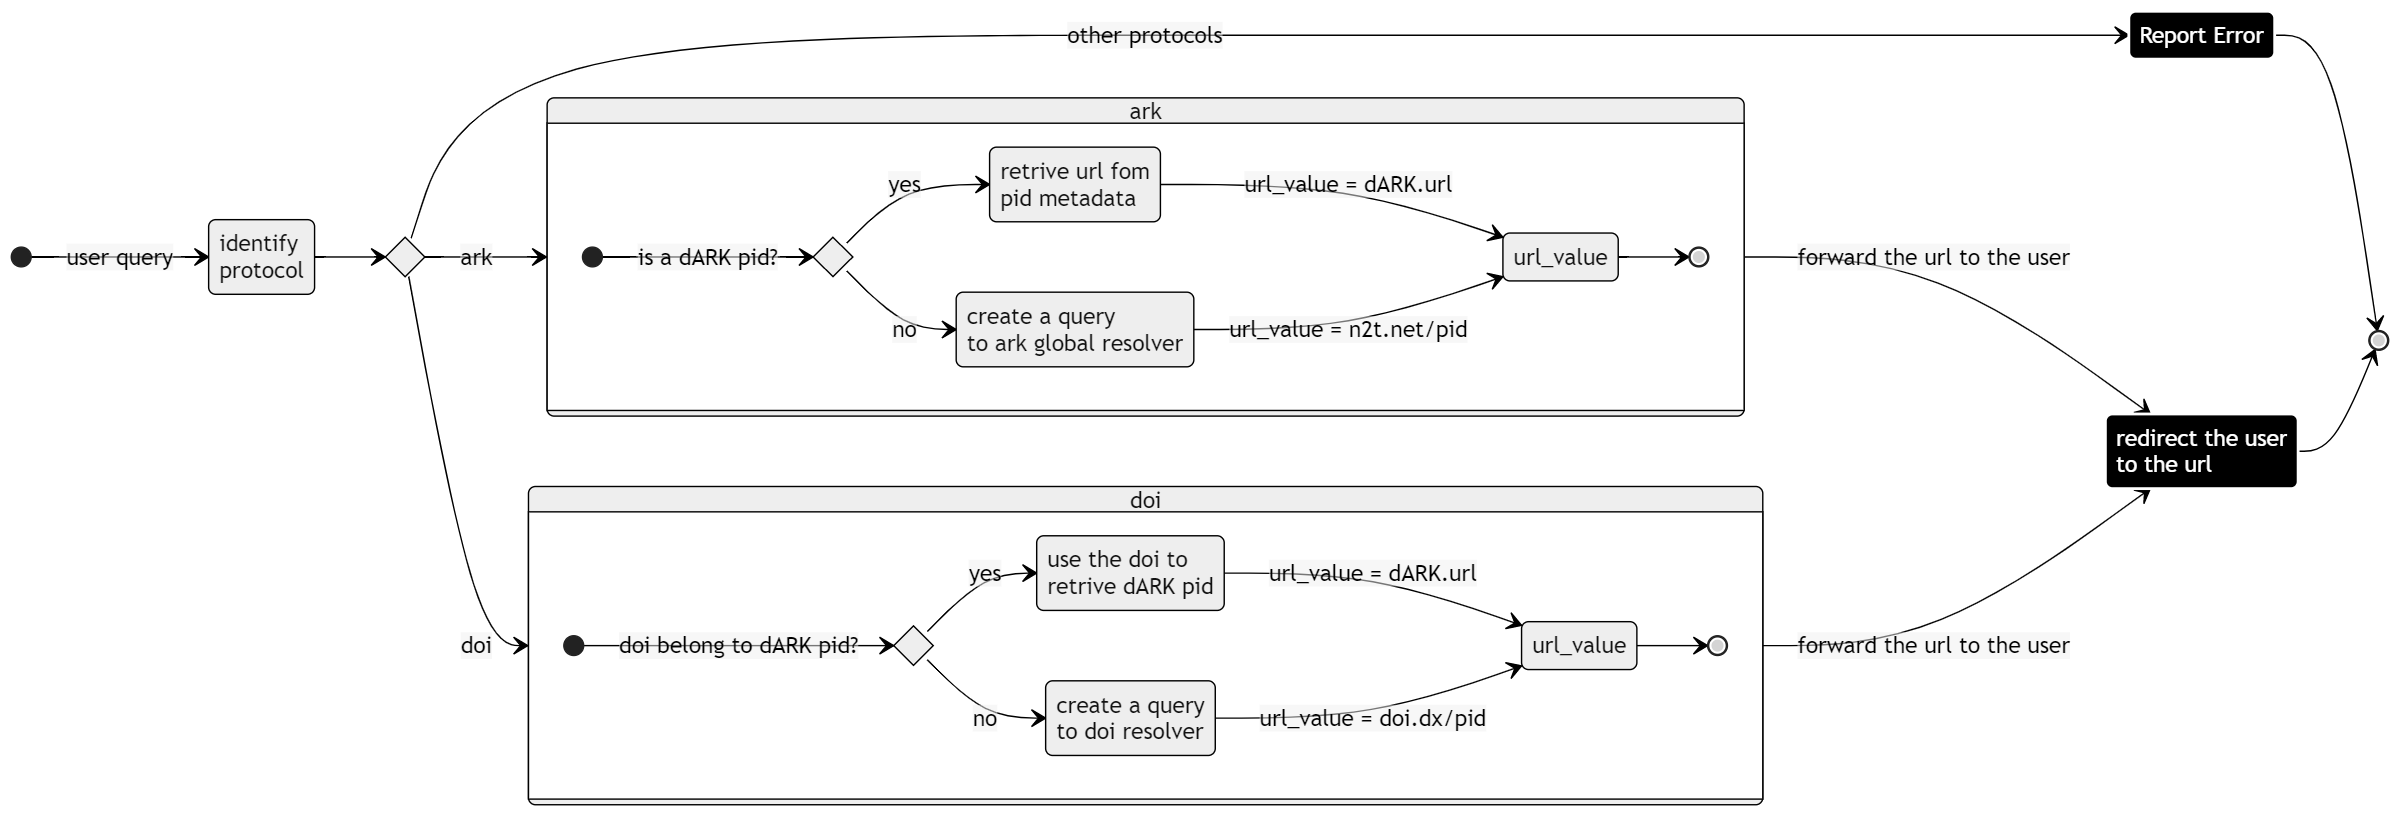 other protocols
Report Error
ark
retrive url fom
pid metadata
yes
url_value = dARK.url
user query
identify
protocol
ark
is a dARK pid?
url_value
forward the url to the user
no
create a query
to ark global resolver
url_value = n2t.net/pid
redirect the user
to the url
doi
use the doi to
retrive dARK pid
yes
url_value = dARK.url
doi
doi belong to dARK pid?
url_value
forward the url to the user
no
create a query
to doi resolver
url_value = doi.dx/pid